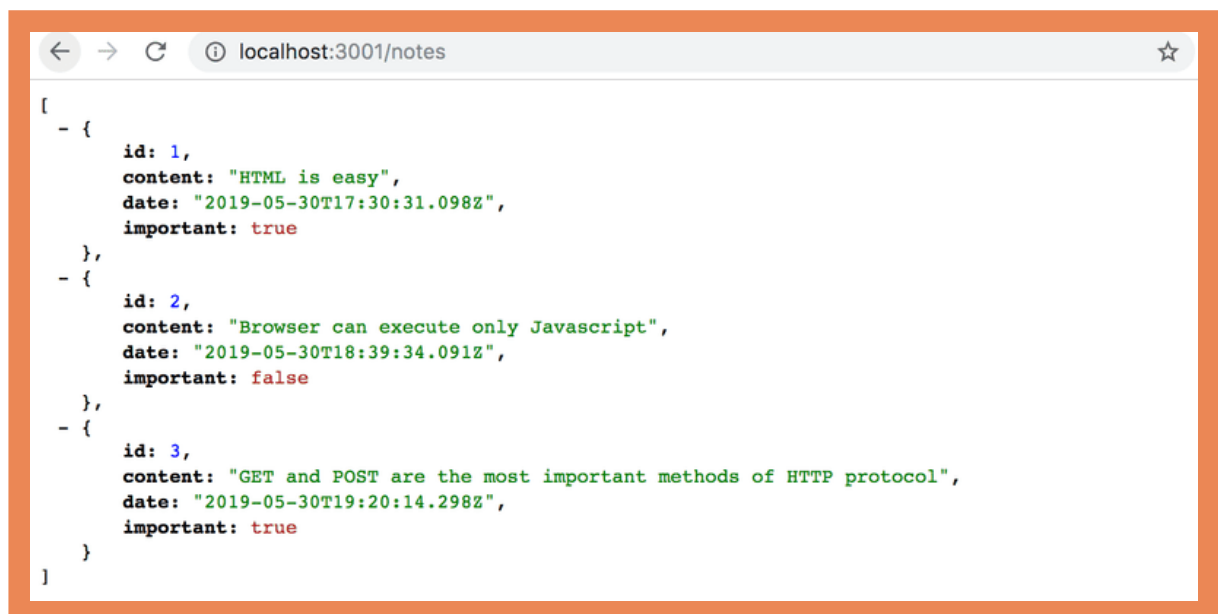 localhost:3001/notes
[
- {
id: 1,
content: "HTML is easy",
date: "2019-05-30T17:30:31.098Z",
important: true
},
- {
id: 2,
content: "Browser can execute only Javascript",
date: "2019-05-30T18:39:34.091Z",
important: false
},
- {
id: 3,
content: "GET and POST are the most important methods of HTTP protocol",
date: "2019-05-30T19:20:14.298Z",
important: true
}
]